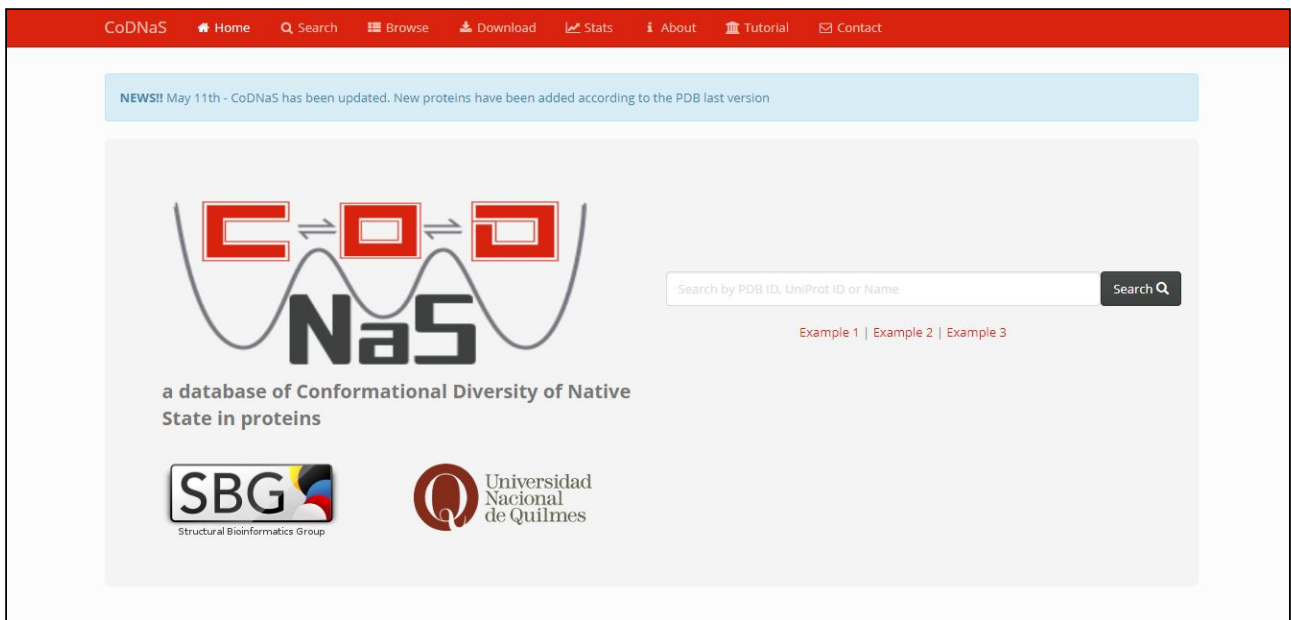 CoDNaS Home Search Browse Download Stats About Tutorial Contact
NEWS!! May 11th - CoDNaS has been updated. New proteins have been added according to the PDB last version
COD
NaS
a database of Conformational Diversity of Native
State in proteins
Search by PDB ID, UniProt ID or Name
Search
Example 1 | Example 2 | Example 3
SBG
Structural Bioinformatics Group
Universidad
Nacional
de Quilmes